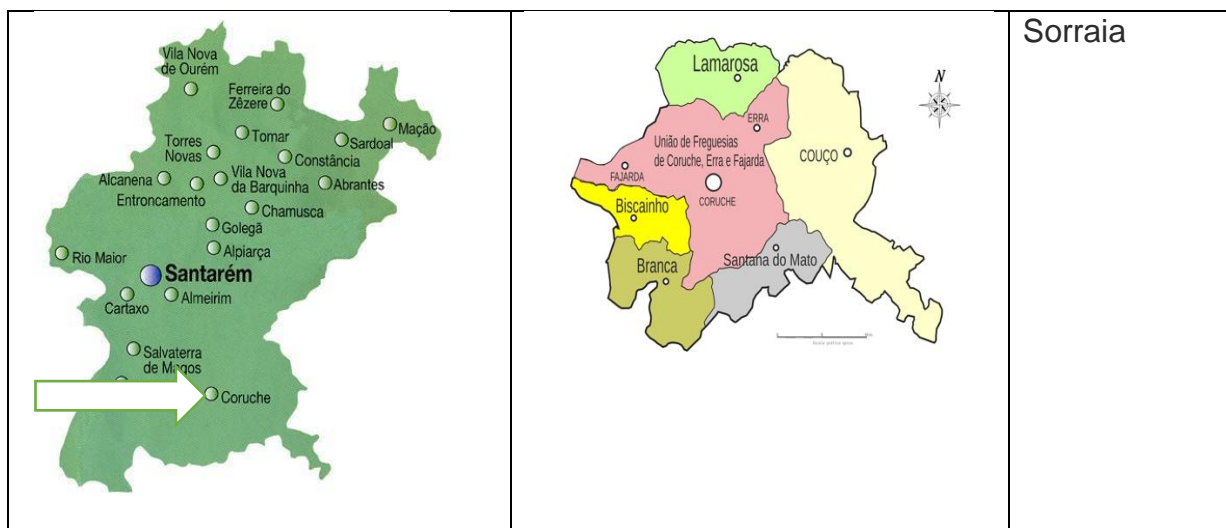 Vila Nova
de Ourém
Ferreira do
Zêzere
Tomar
Mação
Sardoal
Torres
Novas
Constância
Alcanena
Vila Nova
da Barquinha
Abrantes
Entroncamento
Chamusca
Golegã
Alpiarça
Rio Maior
Santarém
Cartaxo
Almeirim
Salvaterra
de Magos
Coruche
Lamarosa
N
ERRA
União de Freguesias
de Coruche, Erra e Fajarda
COUÇO
FAJARDA
CORUCHE
Biscainho
Branca
Santana do Mato
Sorraia